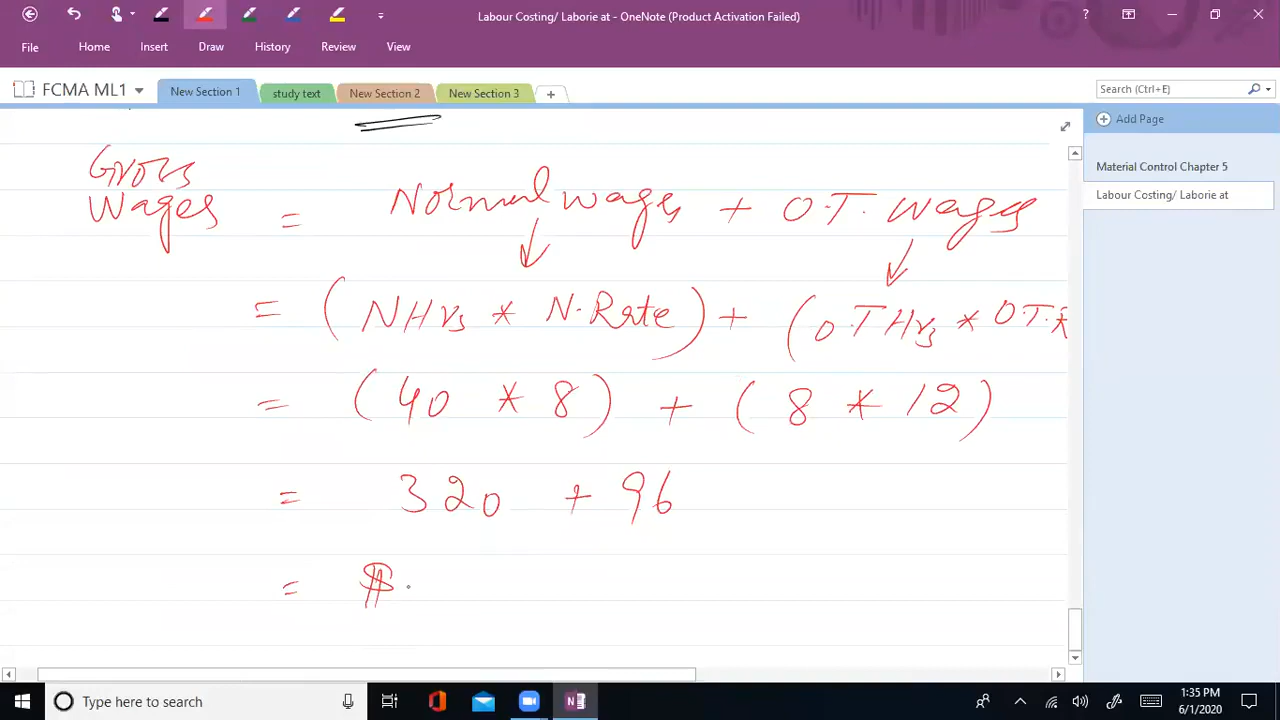 Labour Costing/ Laborie at - OneNote (Product Activation Failed)
File Home Insert Draw History Review View
FCMA ML1 New Section 1 study text New Section 2 New Section 3
Search (Ctrl+E)
Add Page
Material Control Chapter 5
Labour Costing/ Laborie at
Gross
Wages = Normal wages + O.T. wages
= (NHrs * N.Rate) + (O.T Hrs * O.T.R
= (40 * 8) + (8 * 12)
= 320 + 96
= $
Type here to search
1:35 PM
6/1/2020